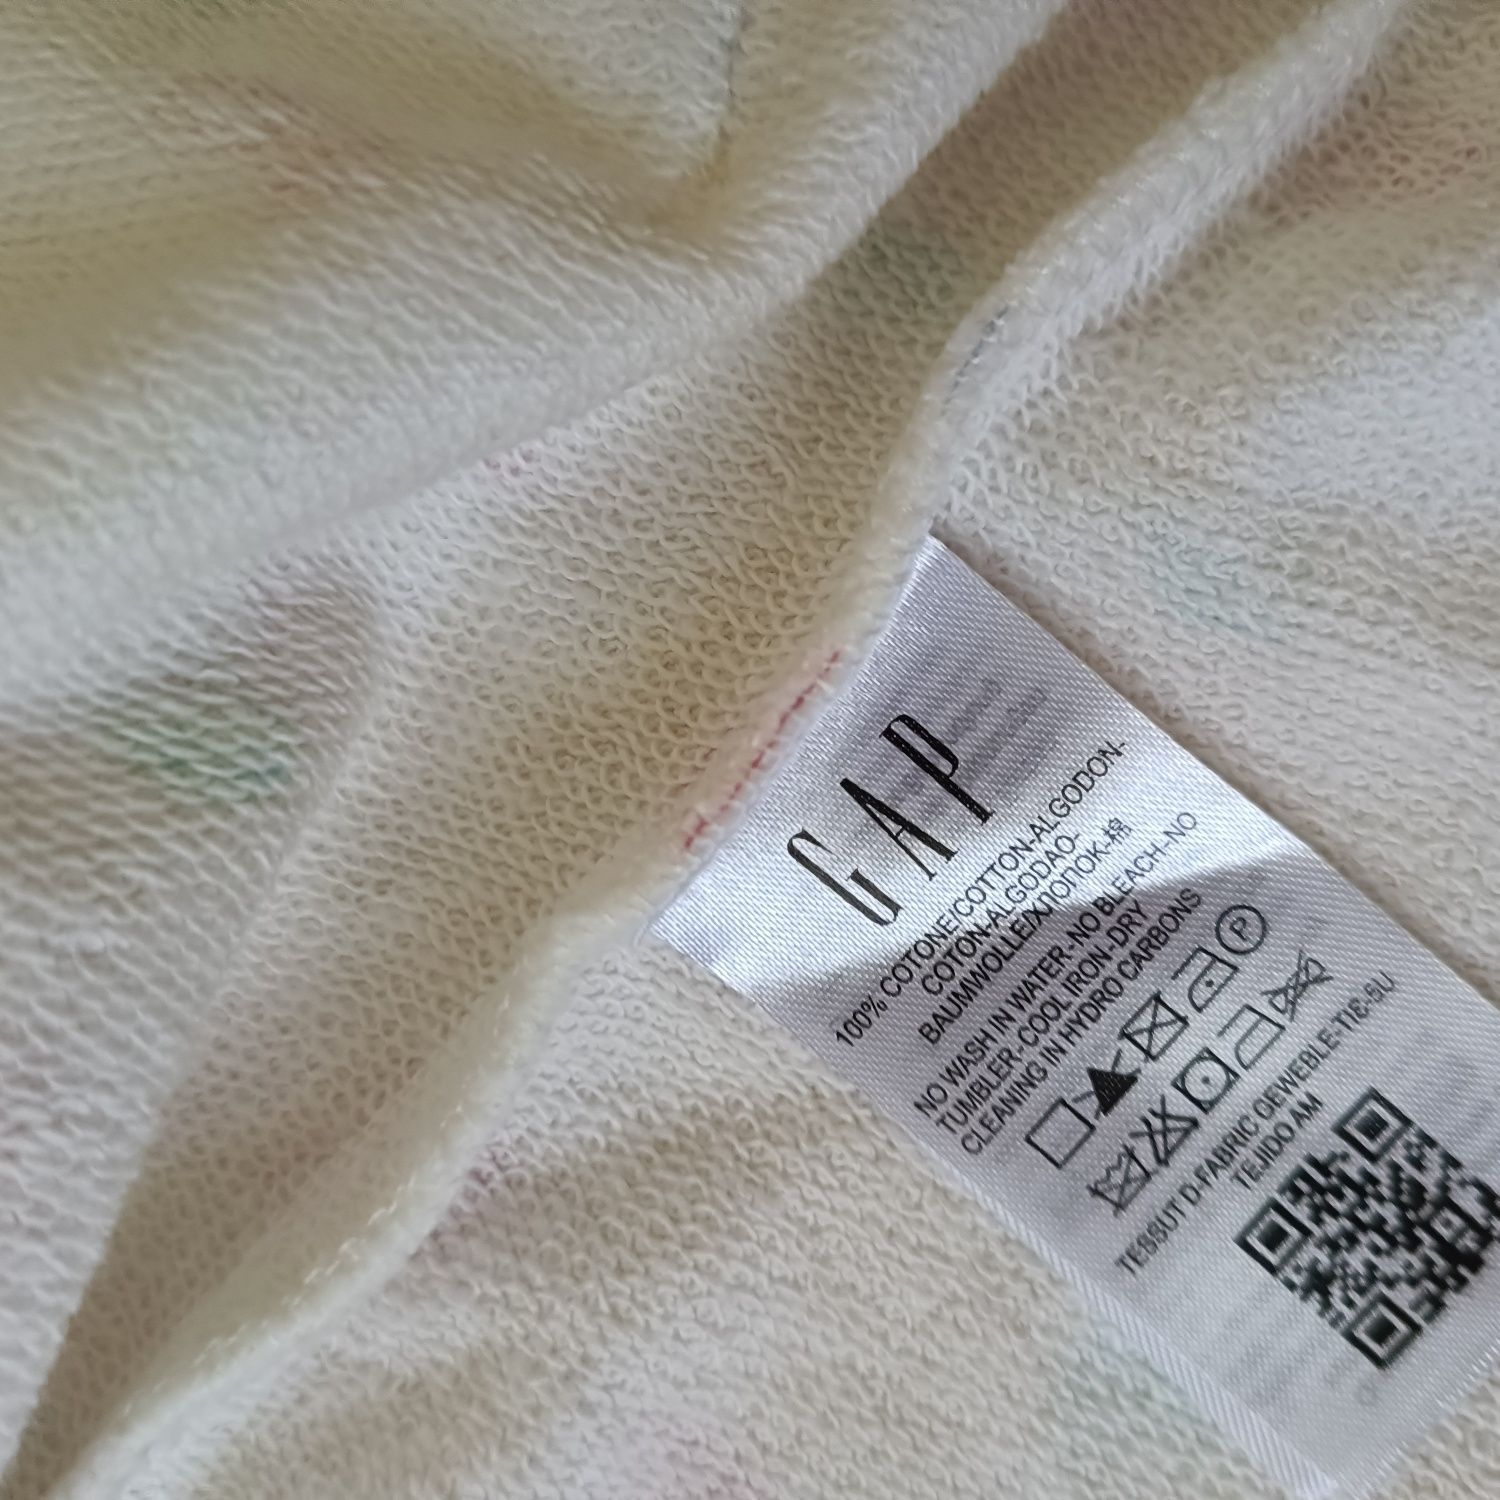 GAP
100% COTONE/COTTON-ALGODON-
COTON-ALGODAO-
BAUMWOLLE/ХЛОПОК-棉
NO WASH IN WATER-NO BLEACH-NO
TUMBLER-COOL IRON-DRY
CLEANING IN HYDRO CARBONS
P
TESSUT D-FABRIC GEWEBLE-TIE-SU
TEJIDO AM